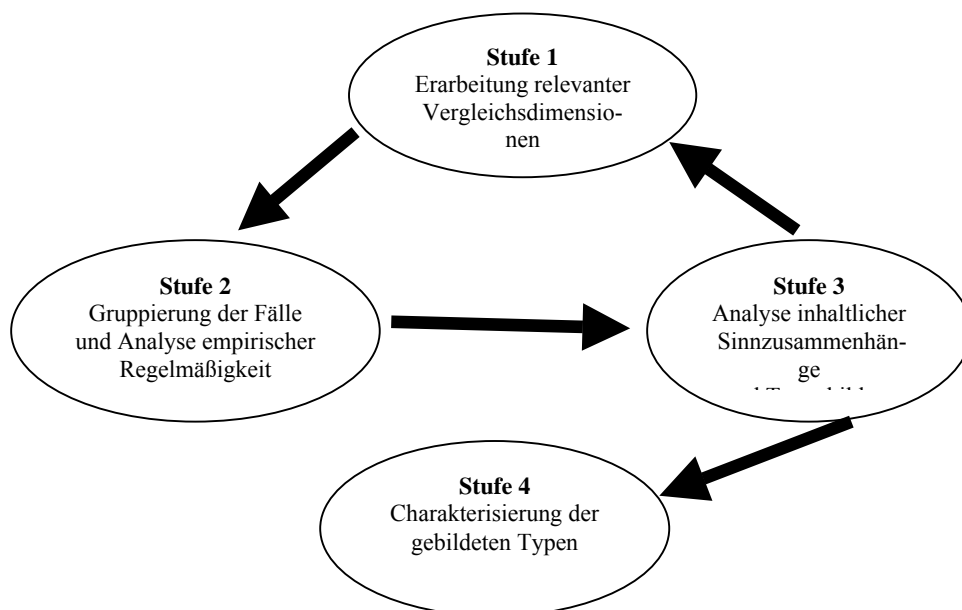 Stufe 1
Erarbeitung relevanter
Vergleichsdimensio-
nen
Stufe 2
Gruppierung der Fälle
und Analyse empirischer
Regelmäßigkeit
Stufe 3
Analyse inhaltlicher
Sinnzusammenhän-
ge
Stufe 4
Charakterisierung der
gebildeten Typen